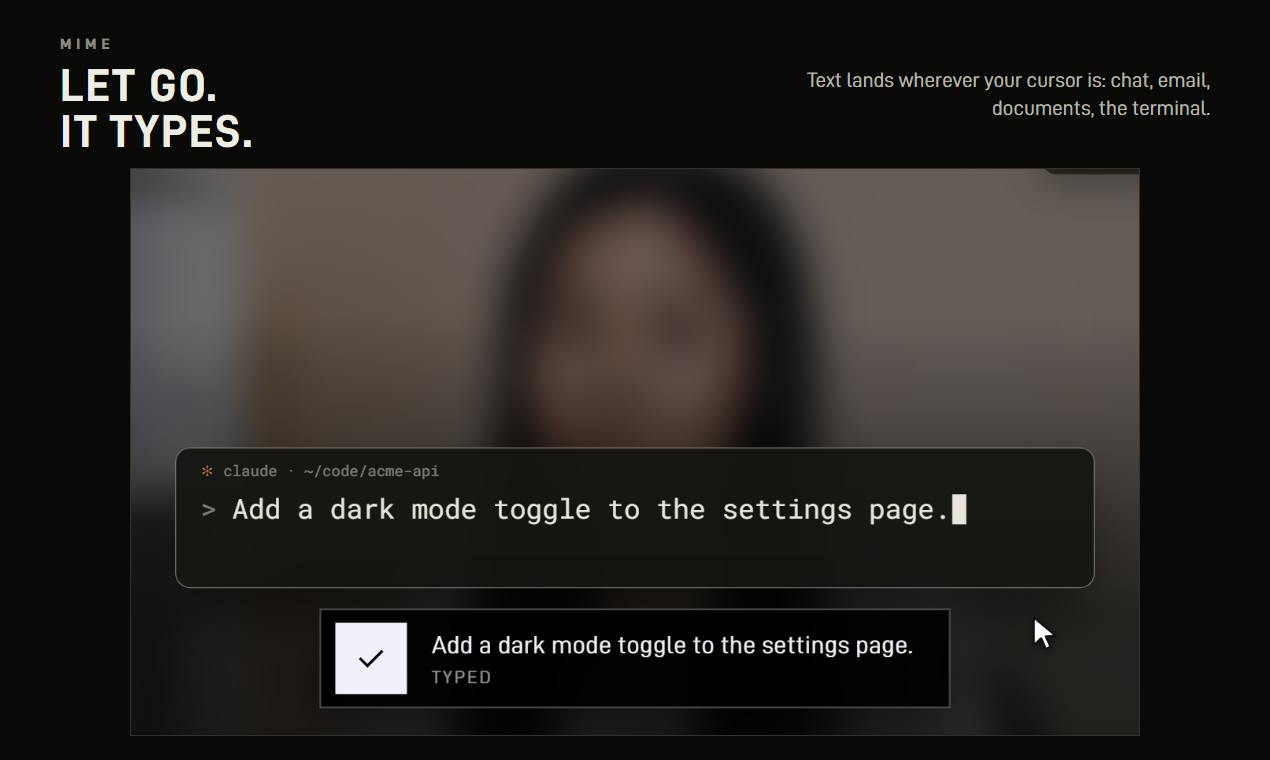 MIME
LET GO.
IT TYPES.
Text lands wherever your cursor is: chat, email,
documents, the terminal.
✻ claude · ~/code/acme-api
> Add a dark mode toggle to the settings page.
Add a dark mode toggle to the settings page.
TYPED